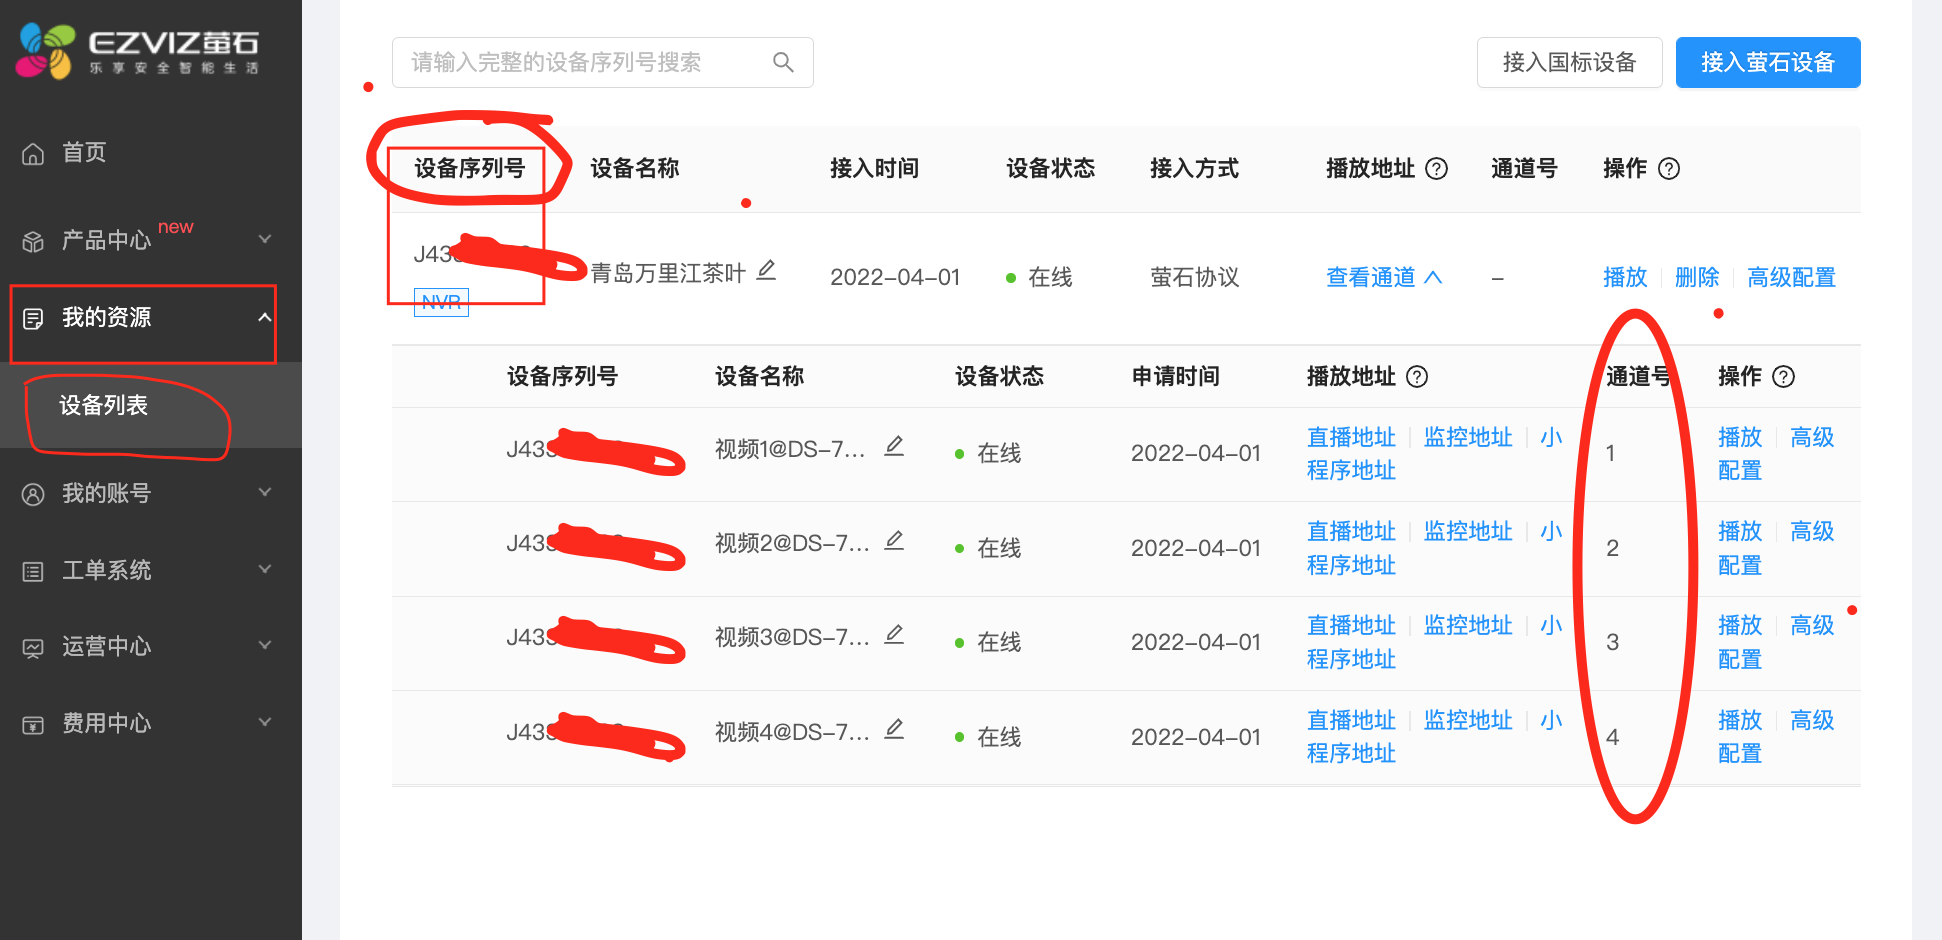 EZVIZ萤石
乐享安全智能生活
首页
产品中心 new
我的资源
设备列表
我的账号
工单系统
运营中心
费用中心
请输入完整的设备序列号搜索
接入国标设备 接入萤石设备
设备序列号 设备名称 接入时间 设备状态 接入方式 播放地址 ? 通道号 操作 ?
J43 青岛万里江茶叶 2022-04-01 在线 萤石协议 查看通道 - 播放 删除 高级配置
NVR
设备序列号 设备名称 设备状态 申请时间 播放地址 ? 通道号 操作 ?
J43 视频1@DS-7... 在线 2022-04-01 直播地址 监控地址 小 1 播放 高级
程序地址 配置
J43 视频2@DS-7... 在线 2022-04-01 直播地址 监控地址 小 2 播放 高级
程序地址 配置
J43 视频3@DS-7... 在线 2022-04-01 直播地址 监控地址 小 3 播放 高级
程序地址 配置
J43 视频4@DS-7... 在线 2022-04-01 直播地址 监控地址 小 4 播放 高级
程序地址 配置